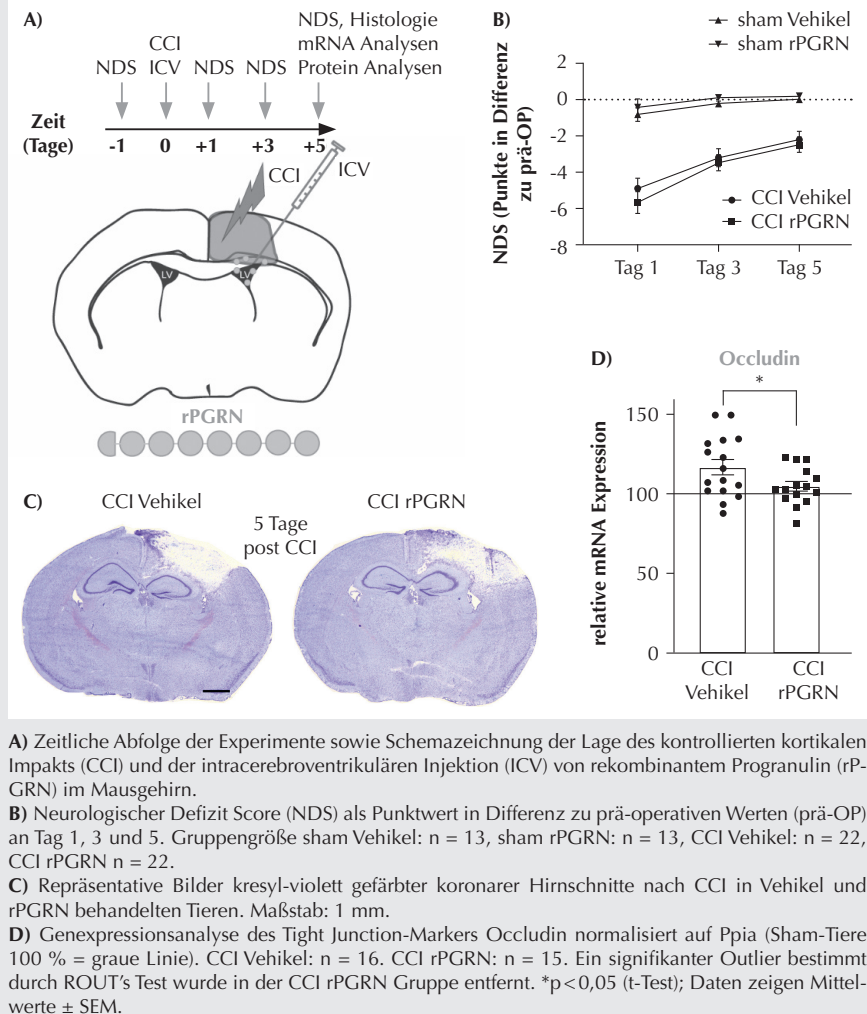 A)
NDS, Histologie
CCI mRNA Analysen
NDS ICV NDS NDS Protein Analysen
Zeit
(Tage)
-1 0 +1 +3 +5
CCI ICV
LV LV
rPGRN
B)
sham Vehikel
sham rPGRN
NDS (Punkte in Differenz
zu prä-OP)
2
0
-2
-4
-6
-8
CCI Vehikel
CCI rPGRN
Tag 1 Tag 3 Tag 5
C)
CCI Vehikel CCI rPGRN
5 Tage
post CCI
D)
Occludin
*
relative mRNA Expression
150
100
50
0
CCI
Vehikel
CCI
rPGRN
A) Zeitliche Abfolge der Experimente sowie Schemazeichnung der Lage des kontrollierten kortikalen
Impakts (CCI) und der intracerebroventrikulären Injektion (ICV) von rekombinantem Progranulin (rP-
GRN) im Mausgehirn.
B) Neurologischer Defizit Score (NDS) als Punktwert in Differenz zu prä-operativen Werten (prä-OP)
an Tag 1, 3 und 5. Gruppengröße sham Vehikel: n = 13, sham rPGRN: n = 13, CCI Vehikel: n = 22,
CCI rPGRN n = 22.
C) Repräsentative Bilder kresyl-violett gefärbter koronarer Hirnschnitte nach CCI in Vehikel und
rPGRN behandelten Tieren. Maßstab: 1 mm.
D) Genexpressionsanalyse des Tight Junction-Markers Occludin normalisiert auf Ppia (Sham-Tiere
100 % = graue Linie). CCI Vehikel: n = 16. CCI rPGRN: n = 15. Ein signifikanter Outlier bestimmt
durch ROUT’s Test wurde in der CCI rPGRN Gruppe entfernt. *p<0,05 (t-Test); Daten zeigen Mittel-
werte ± SEM.